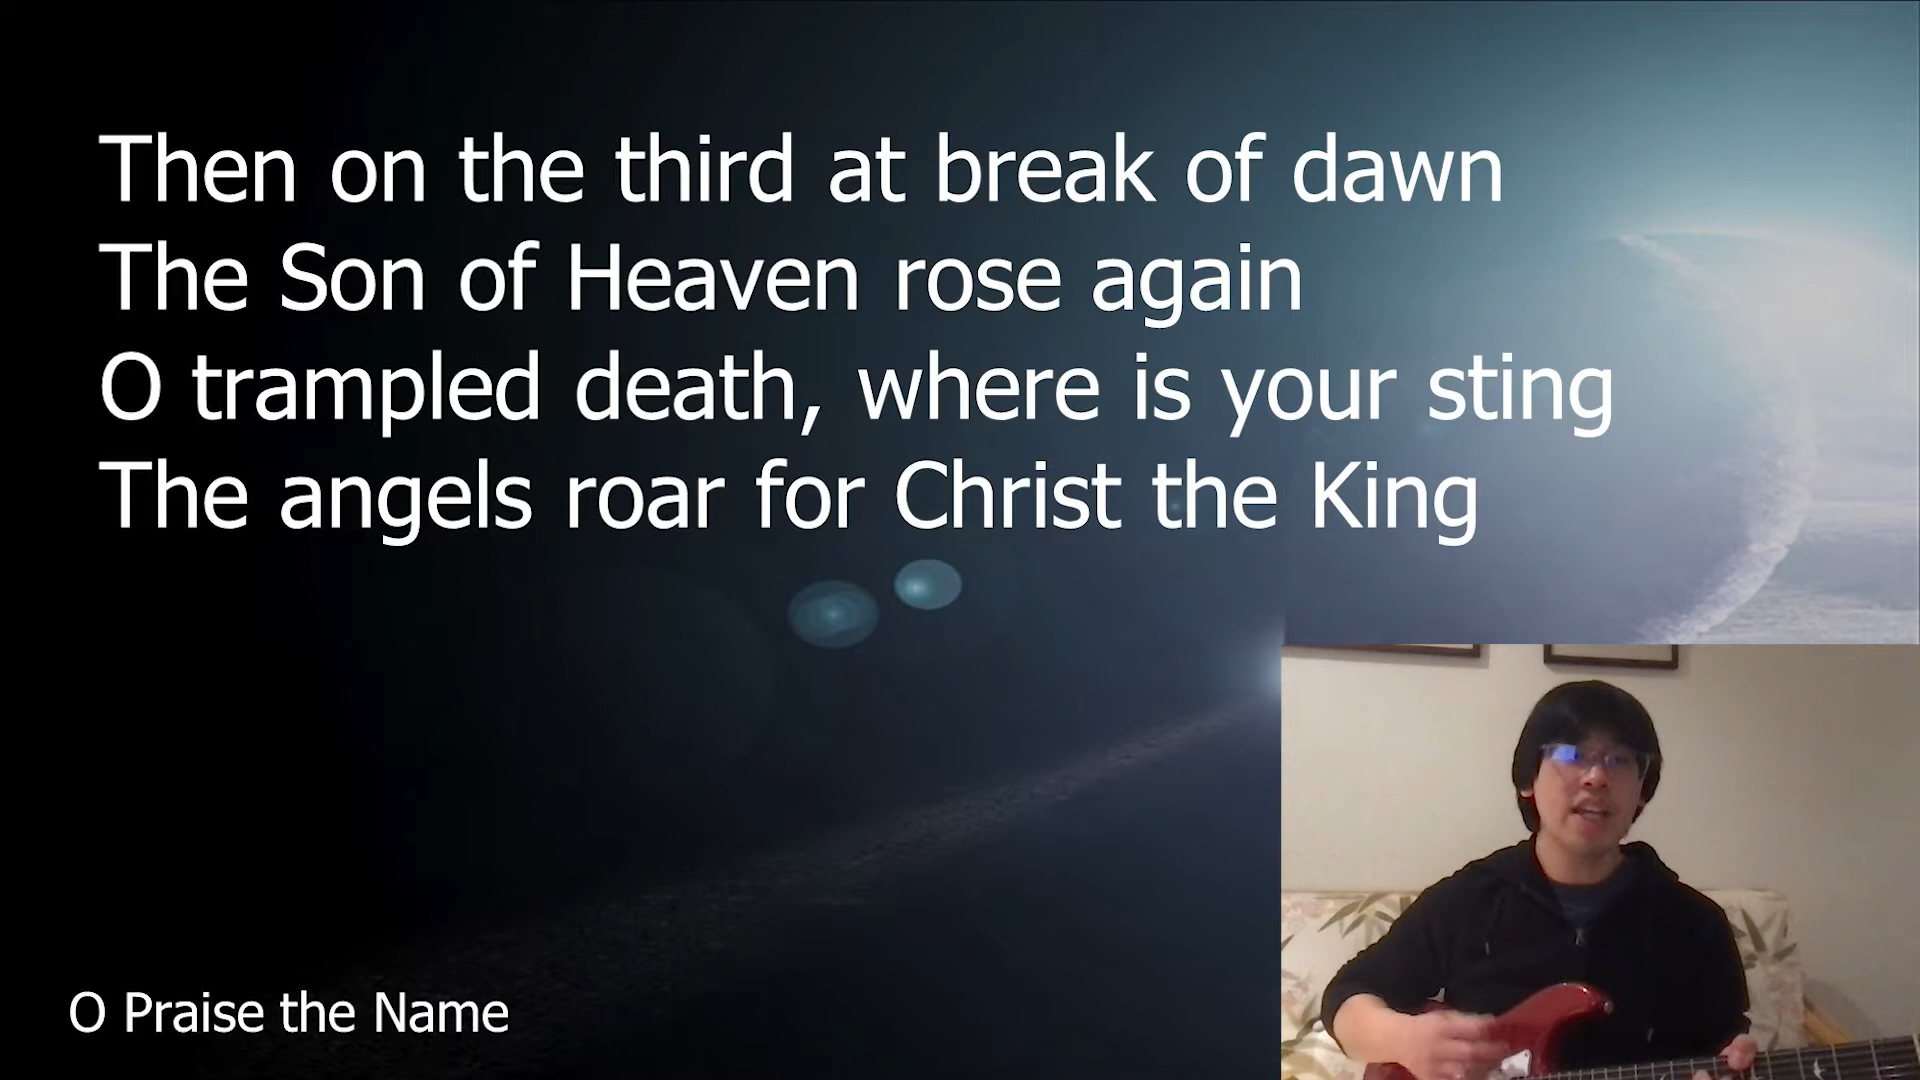 Then on the third at break of dawn
The Son of Heaven rose again
O trampled death, where is your sting
The angels roar for Christ the King
O Praise the Name